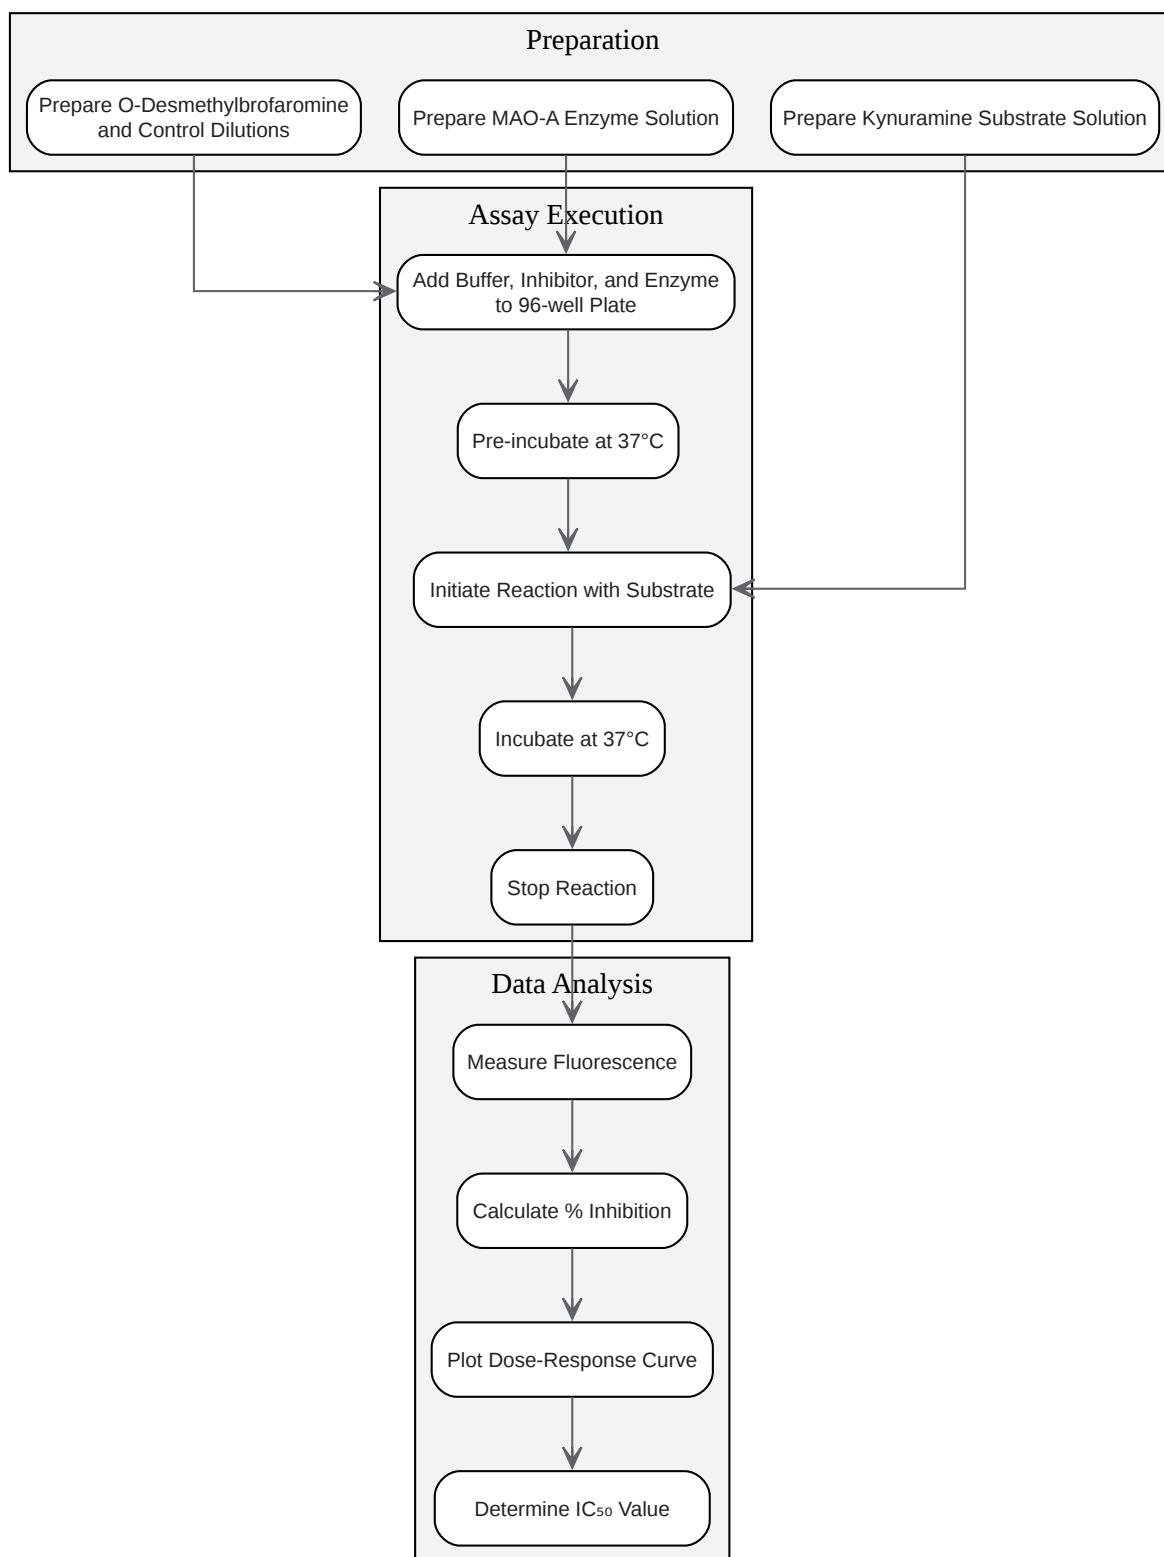 Preparation
Prepare O-Desmethylbrofaromine
and Control Dilutions
Prepare MAO-A Enzyme Solution
Prepare Kynuramine Substrate Solution
Assay Execution
Add Buffer, Inhibitor, and Enzyme
to 96-well Plate
Pre-incubate at 37°C
Initiate Reaction with Substrate
Incubate at 37°C
Stop Reaction
Data Analysis
Measure Fluorescence
Calculate % Inhibition
Plot Dose-Response Curve
Determine IC₅₀ Value